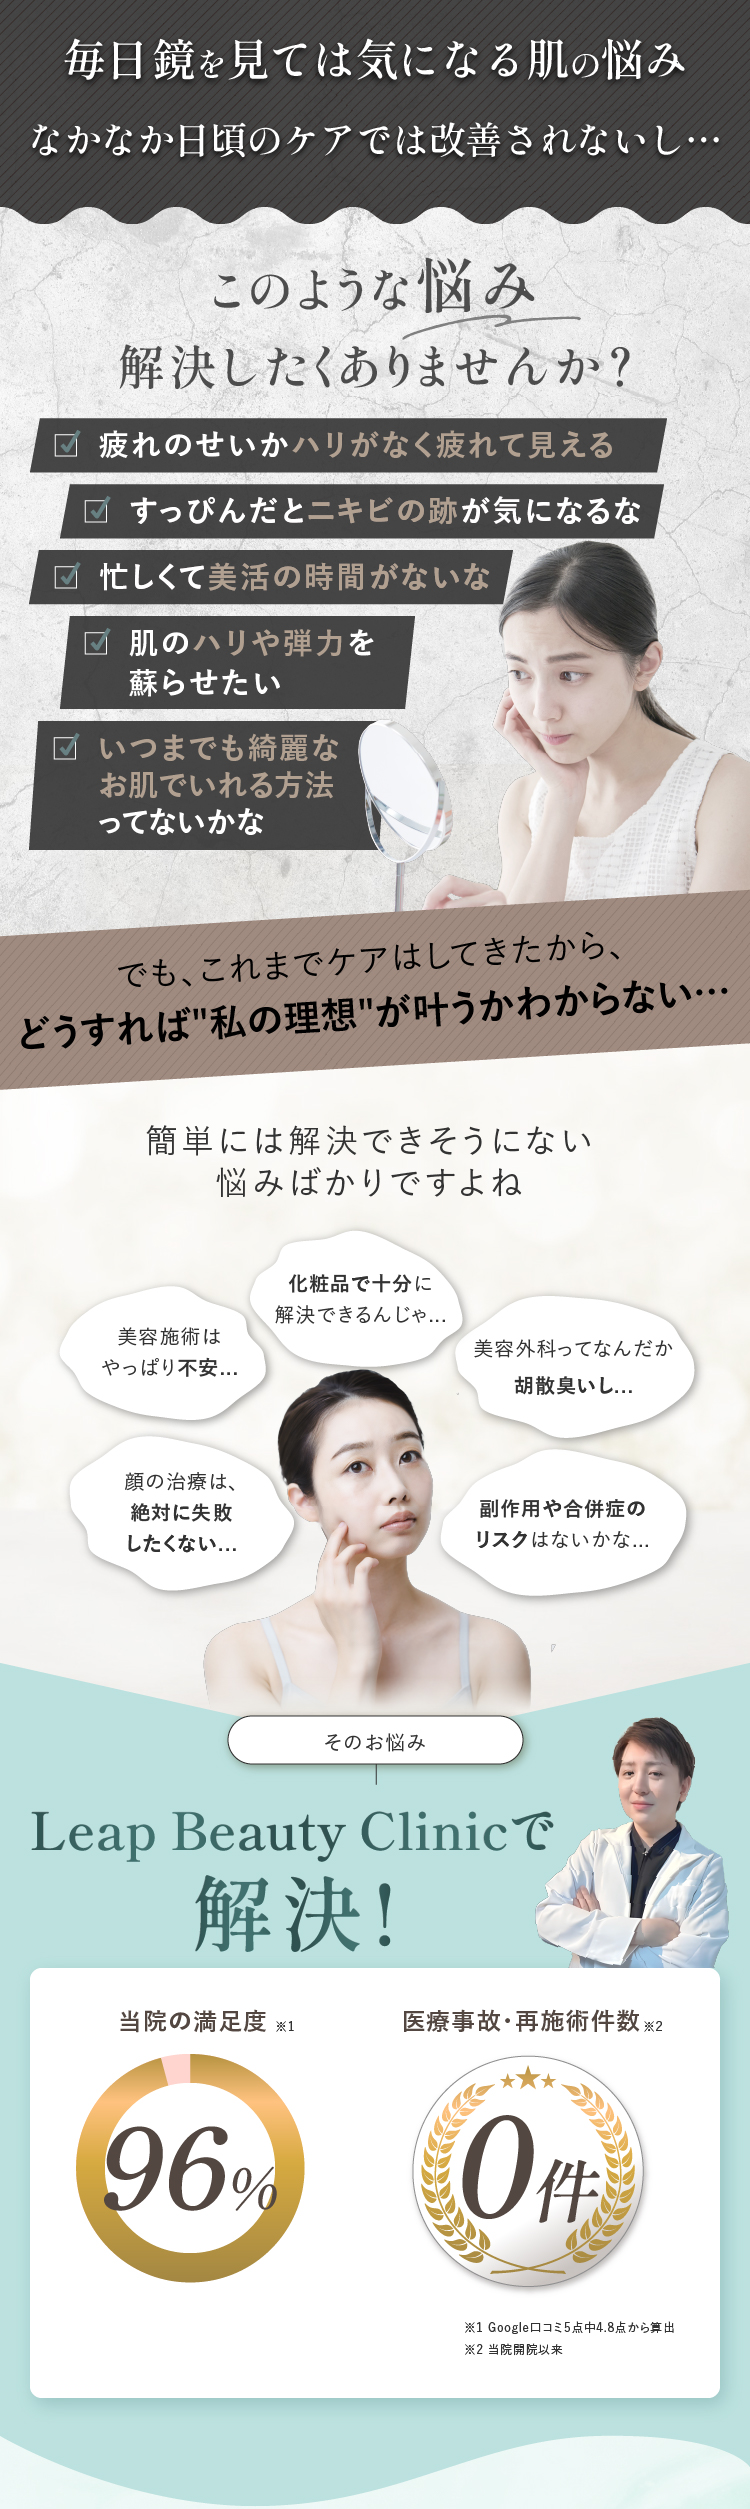 毎日鏡を見ては気になる肌の悩み
なかなか日頃のケアでは改善されないし…
このような悩み
解決したくありませんか？
疲れのせいかハリがなく疲れて見える
すっぴんだとニキビの跡が気になるな
忙しくて美活の時間がないな
肌のハリや弾力を
蘇らせたい
いつまでも綺麗な
お肌でいれる方法
ってないかな
でも、これまでケアはしてきたから、
どうすれば"私の理想"が叶うかわからない…
簡単には解決できそうにない
悩みばかりですよね
化粧品で十分に
解決できるんじゃ...
美容施術は
やっぱり不安...
美容外科ってなんだか
胡散臭いし...
顔の治療は、
絶対に失敗
したくない...
副作用や合併症の
リスクはないかな...
そのお悩み
Leap Beauty Clinicで
解決！
当院の満足度 ※1
96%
医療事故・再施術件数 ※2
0件
※1 Google口コミ5点中4.8点から算出
※2 当院開院以来